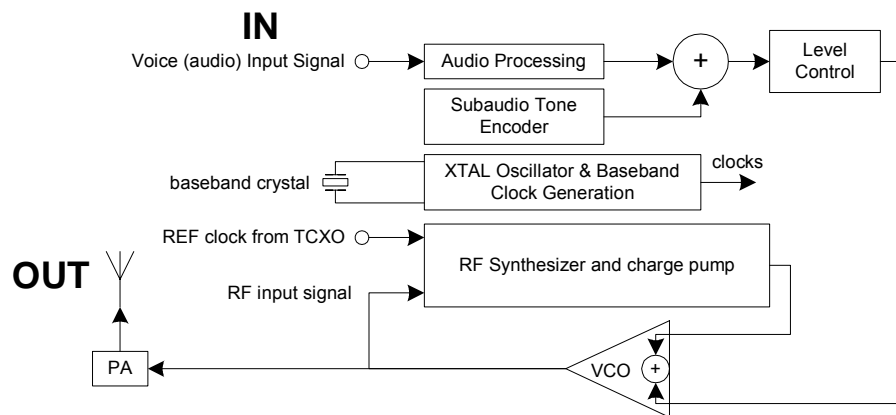 IN
Voice (audio) Input Signal
Audio Processing
+
Level
Control
Subaudio Tone
Encoder
baseband crystal
XTAL Oscillator & Baseband
Clock Generation
clocks
REF clock from TCXO
RF Synthesizer and charge pump
OUT
RF input signal
PA
VCO
+